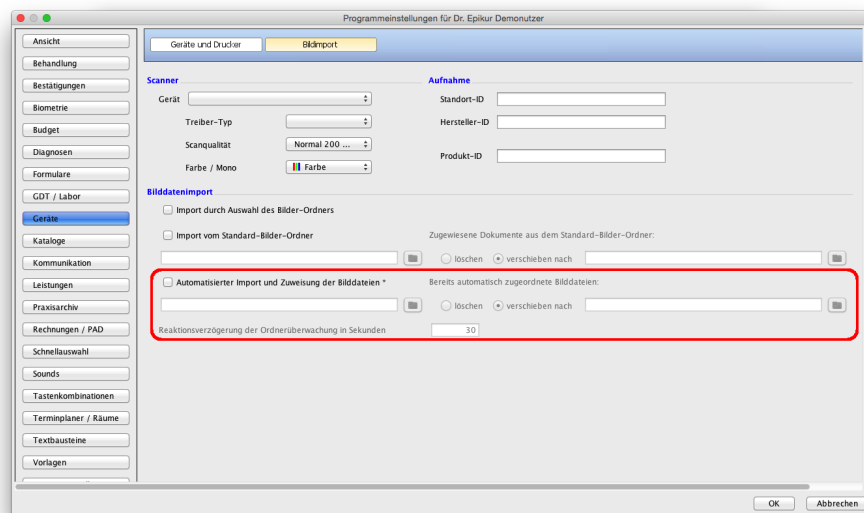 Programmeinstellungen für Dr. Epikur Demonutzer
Ansicht
Behandlung
Bestätigungen
Biometrie
Budget
Diagnosen
Formulare
GDT / Labor
Geräte
Kataloge
Kommunikation
Leistungen
Praxisarchiv
Rechnungen / PAD
Schnellauswahl
Sounds
Tastenkombinationen
Terminplaner / Räume
Textbausteine
Vorlagen
Geräte und Drucker Bildimport
Scanner Aufnahme
Gerät Standort-ID
Treiber-Typ Hersteller-ID
Scanqualität Normal 200 ...
Produkt-ID
Farbe / Mono Farbe
Bilddatenimport
Import durch Auswahl des Bilder-Ordners
Import vom Standard-Bilder-Ordner Zugewiesene Dokumente aus dem Standard-Bilder-Ordner:
löschen verschieben nach
Automatisierter Import und Zuweisung der Bilddateien * Bereits automatisch zugeordnete Bilddateien:
löschen verschieben nach
Reaktionsverzögerung der Ordnerüberwachung in Sekunden 30
OK Abbrechen